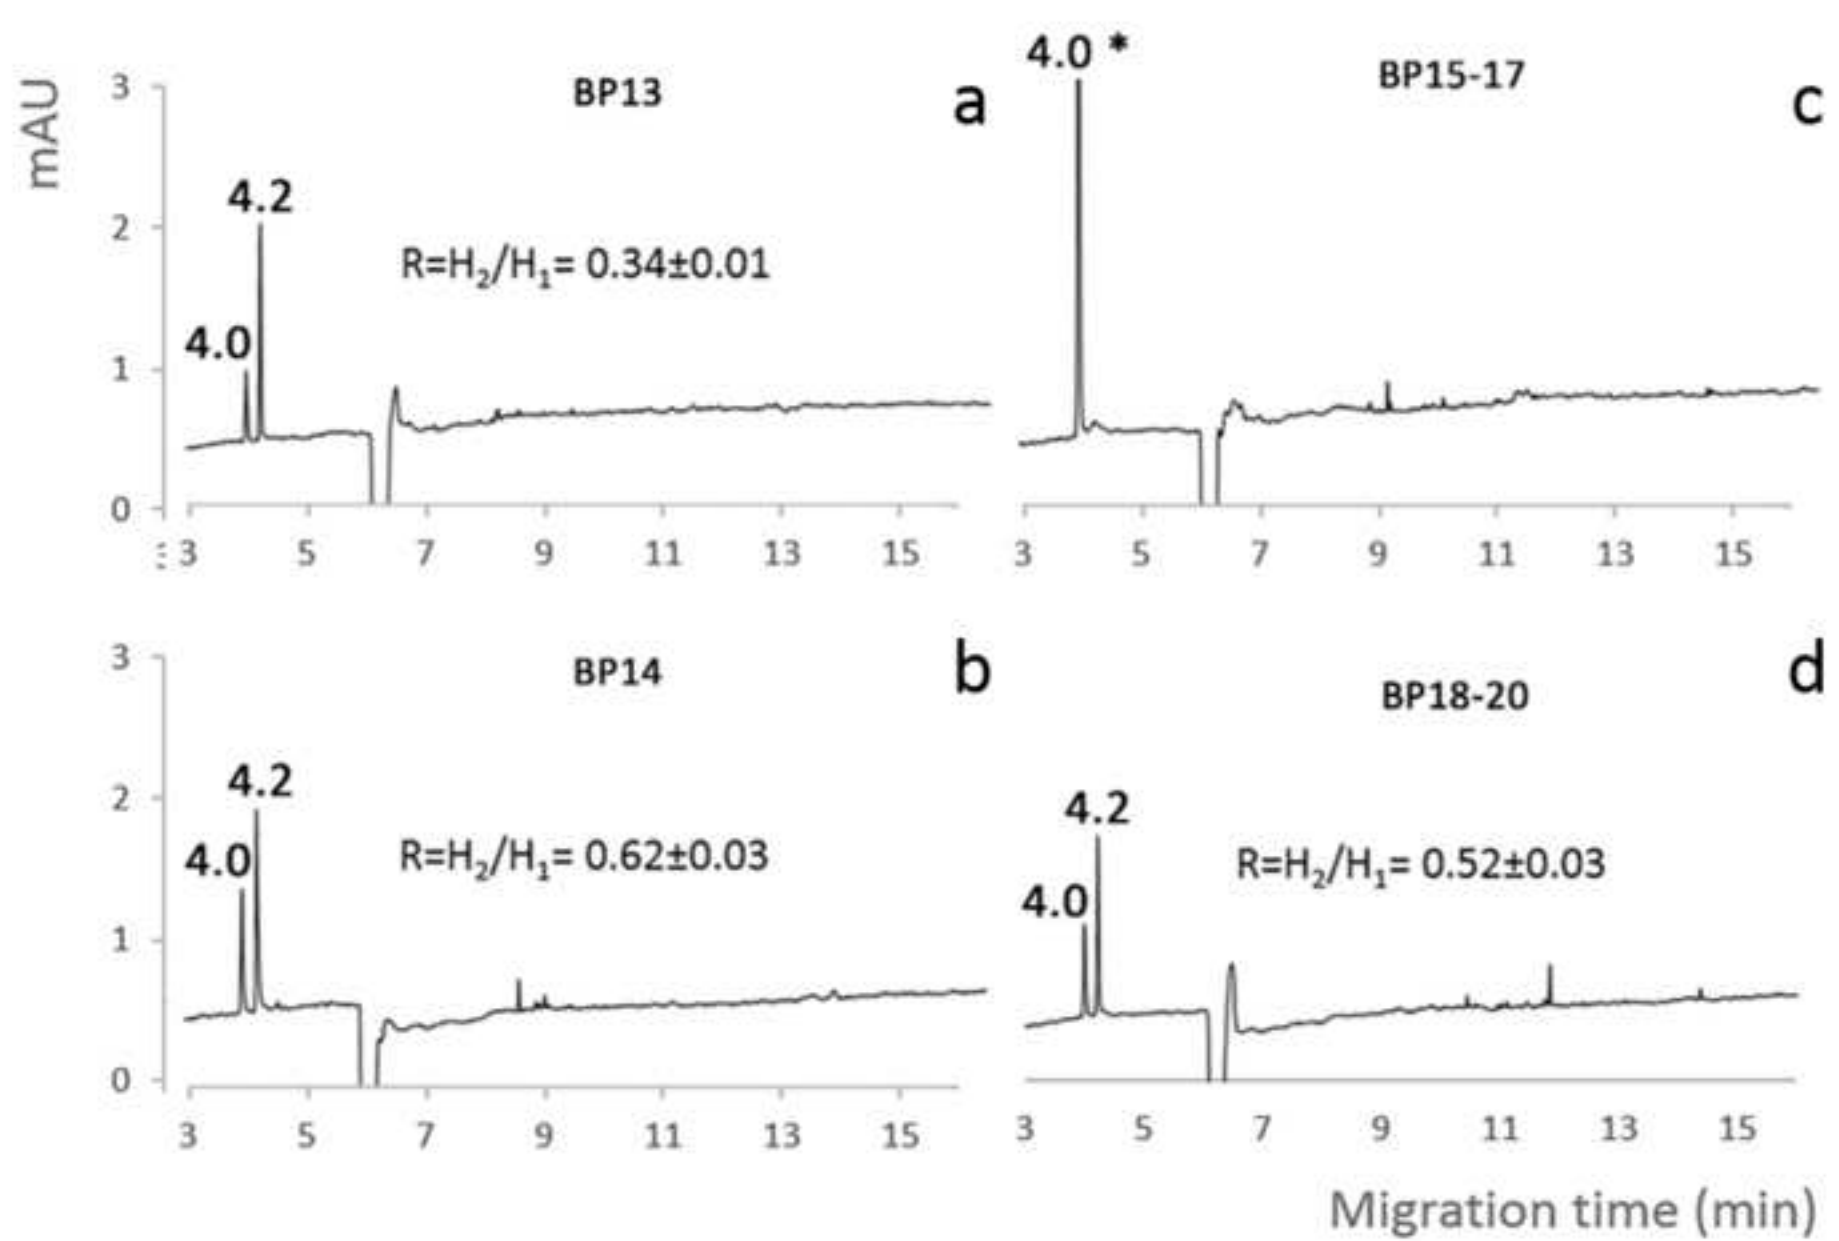 mAU
BP13
a
3
2
1
0
4.2
4.0
R=H₂/H₁= 0.34±0.01
3 5 7 9 11 13 15
4.0 *
BP15-17
c
3 5 7 9 11 13 15
BP14
b
3
2
1
0
4.2
4.0
R=H₂/H₁= 0.62±0.03
3 5 7 9 11 13 15
BP18-20
d
4.2
4.0
R=H₂/H₁= 0.52±0.03
3 5 7 9 11 13 15
Migration time (min)